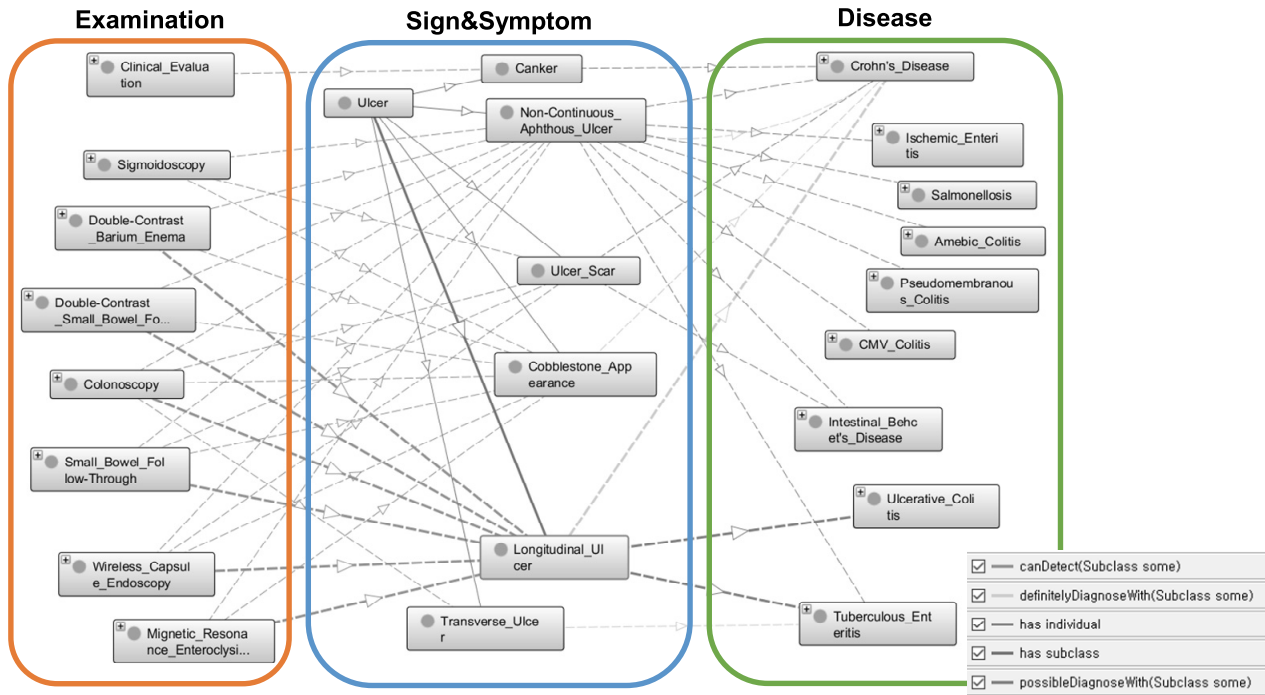 Examination
Sign&Symptom
Disease
Clinical_Evalua
tion
Sigmoidoscopy
Double-Contrast
_Barium_Enema
Double-Contrast
_Small_Bowel_Fo...
Colonoscopy
Small_Bowel_Fol
low-Through
Wireless_Capsul
e_Endoscopy
Mignetic_Resona
nce_Enteroclysi...
Canker
Ulcer
Non-Continuous_
Aphthous_Ulcer
Ulcer_Scar
Cobblestone_App
earance
Longitudinal_Ul
cer
Transverse_Ulce
r
Crohn's_Disease
Ischemic_Enteri
tis
Salmonellosis
Amebic_Colitis
Pseudomembranou
s_Colitis
CMV_Colitis
Intestinal_Behc
et's_Disease
Ulcerative_Coli
tis
Tuberculous_Ent
eritis
canDetect(Subclass some)
definitelyDiagnoseWith(Subclass some)
has individual
has subclass
possibleDiagnoseWith(Subclass some)